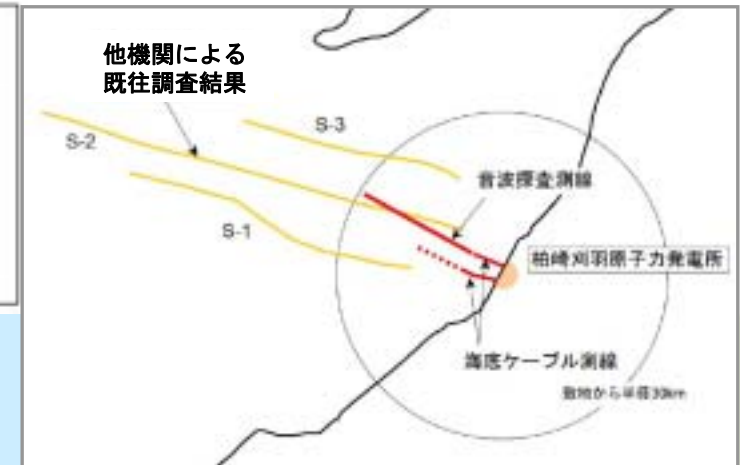 他機関による
既往調査結果
S-3
S-2
音波探査測線
S-1
柏崎刈羽原子力発電所
海底ケーブル測線
敷地から半径30km